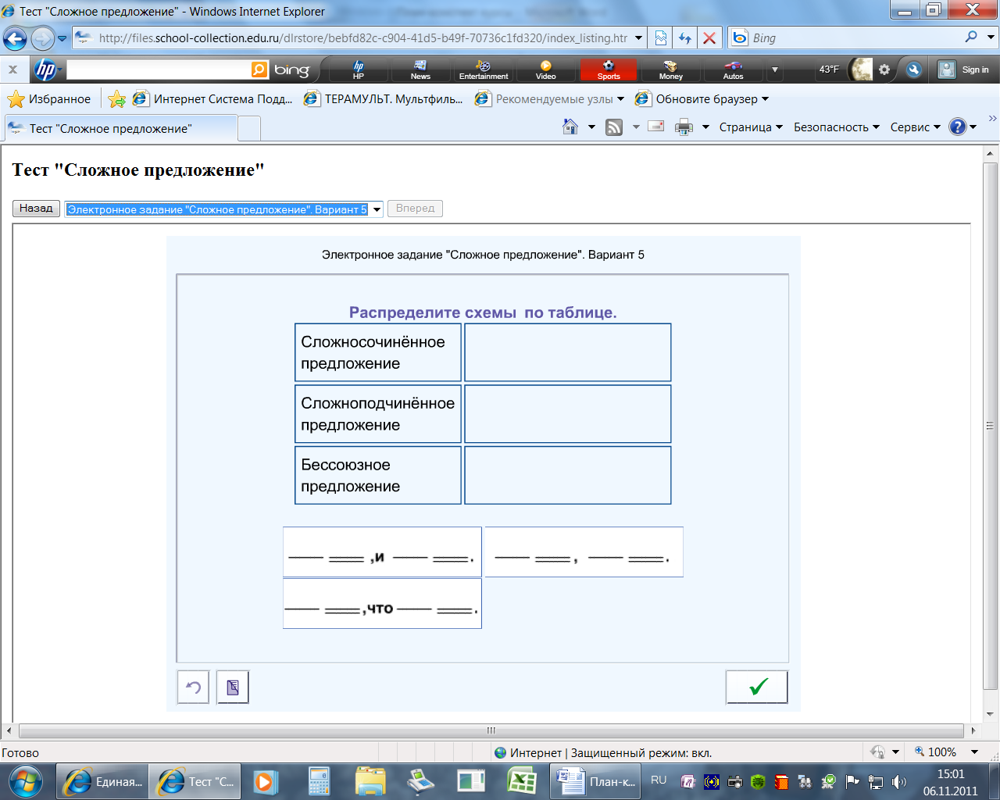 Тест "Сложное предложение" - Windows Internet Explorer
http://files.school-collection.edu.ru/dlrstore/bebfd82c-c904-41d5-b49f-70736c1fd320/index_listing.htr
Bing
hp
bing
HP
News
Entertainment
Video
Sports
Money
Autos
43°F
Sign in
Избранное
Интернет Система Подд...
ТЕРАМУЛЬТ. Мультфиль...
Рекомендуемые узлы
Обновите браузер
Тест "Сложное предложение"
Страница
Безопасность
Сервис
Тест "Сложное предложение"
Назад
Электронное задание "Сложное предложение". Вариант 5
Вперед
Электронное задание "Сложное предложение". Вариант 5
Распределите схемы по таблице.
Сложносочинённое
предложение
Сложноподчинённое
предложение
Бессоюзное
предложение
,и .
, .
,что .
Готово
Интернет | Защищенный режим: вкл.
100%
Единая...
Тест "С...
План-к...
RU
15:01
06.11.2011